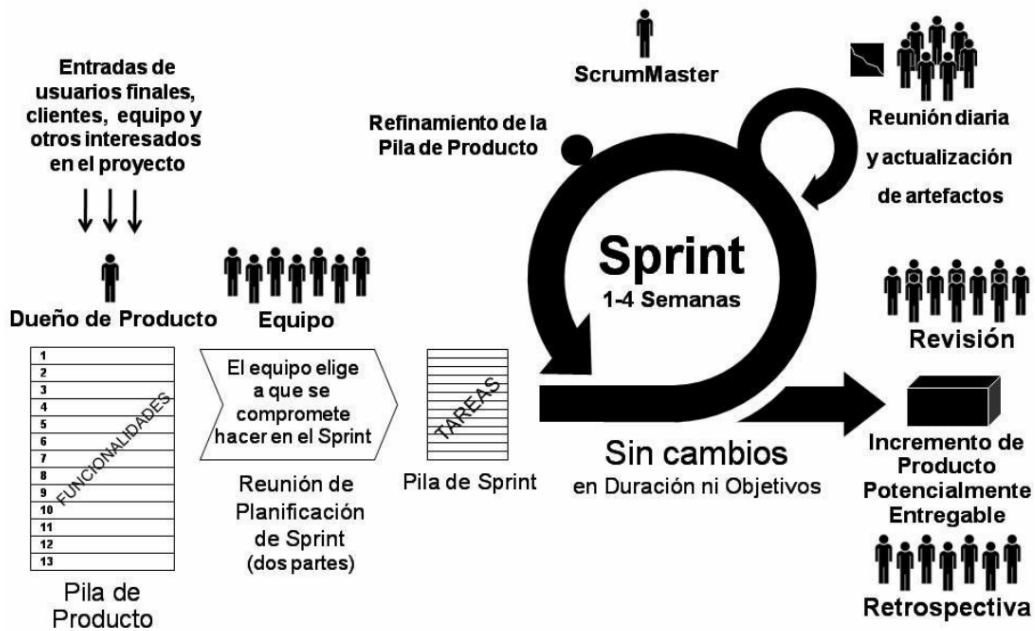 Entradas de
usuarios finales,
clientes, equipo y
otros interesados
en el proyecto
Dueño de Producto
1
2
3
4
5
6
7
8
9
10
11
12
13
FUNCIONALIDADES
Pila de
Producto
Equipo
El equipo elige
a que se
compromete
hacer en el Sprint
Reunión de
Planificación
de Sprint
(dos partes)
TAREAS
Pila de Sprint
ScrumMaster
Refinamiento de la
Pila de Producto
Sprint
1-4 Semanas
Sin cambios
en Duración ni Objetivos
Reunión diaria
y actualización
de artefactos
Revisión
Incremento de
Producto
Potencialmente
Entregable
Retrospectiva